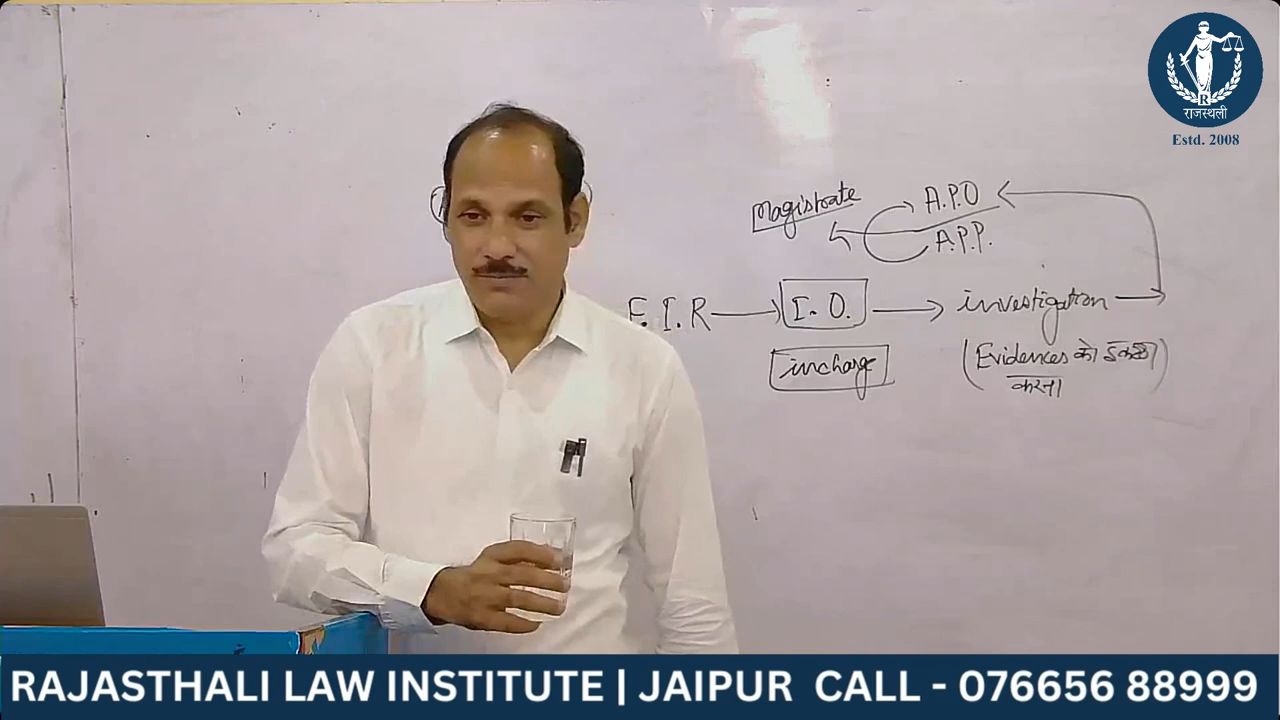 राजस्थली
Estd. 2008
Magistrate
A.P.O
A.P.P.
F.I.R → I.O. → investigation →
incharge
(Evidences को इकट्ठा
करना)
RAJASTHALI LAW INSTITUTE | JAIPUR CALL - 076656 88999